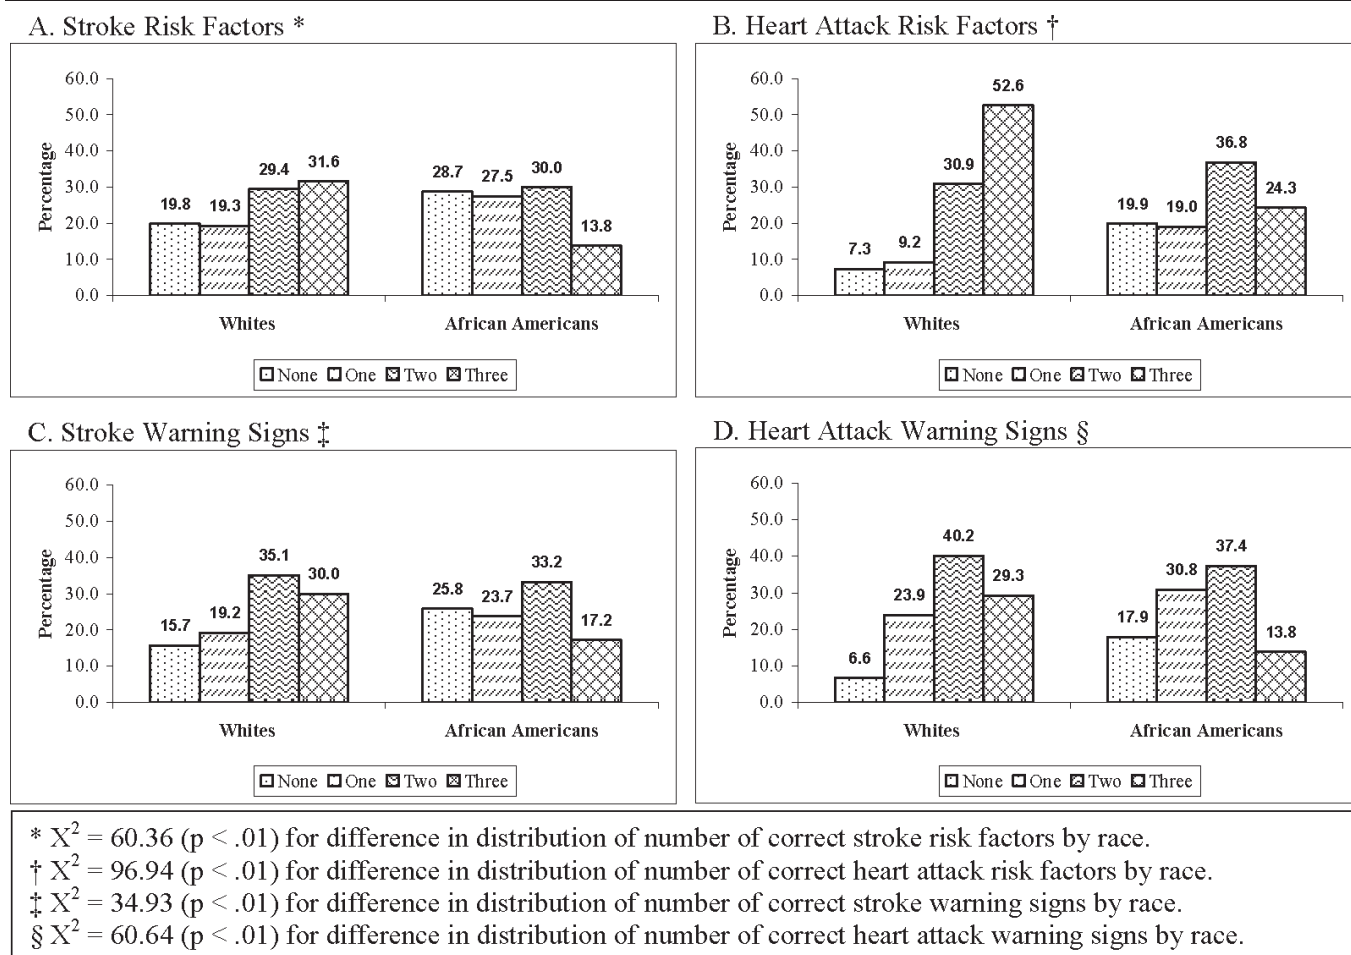 A. Stroke Risk Factors *
60.0
50.0
40.0
30.0
20.0
10.0
0.0
Percentage
19.8
19.3
29.4
31.6
28.7
27.5
30.0
13.8
Whites
African Americans
None One Two Three
B. Heart Attack Risk Factors †
60.0
50.0
40.0
30.0
20.0
10.0
0.0
Percentage
7.3
9.2
30.9
52.6
19.9
19.0
36.8
24.3
Whites
African Americans
None One Two Three
C. Stroke Warning Signs ‡
60.0
50.0
40.0
30.0
20.0
10.0
0.0
Percentage
15.7
19.2
35.1
30.0
25.8
23.7
33.2
17.2
Whites
African Americans
None One Two Three
D. Heart Attack Warning Signs §
60.0
50.0
40.0
30.0
20.0
10.0
0.0
Percentage
6.6
23.9
40.2
29.3
17.9
30.8
37.4
13.8
Whites
African Americans
None One Two Three
* X² = 60.36 (p < .01) for difference in distribution of number of correct stroke risk factors by race.
† X² = 96.94 (p < .01) for difference in distribution of number of correct heart attack risk factors by race.
‡ X² = 34.93 (p < .01) for difference in distribution of number of correct stroke warning signs by race.
§ X² = 60.64 (p < .01) for difference in distribution of number of correct heart attack warning signs by race.